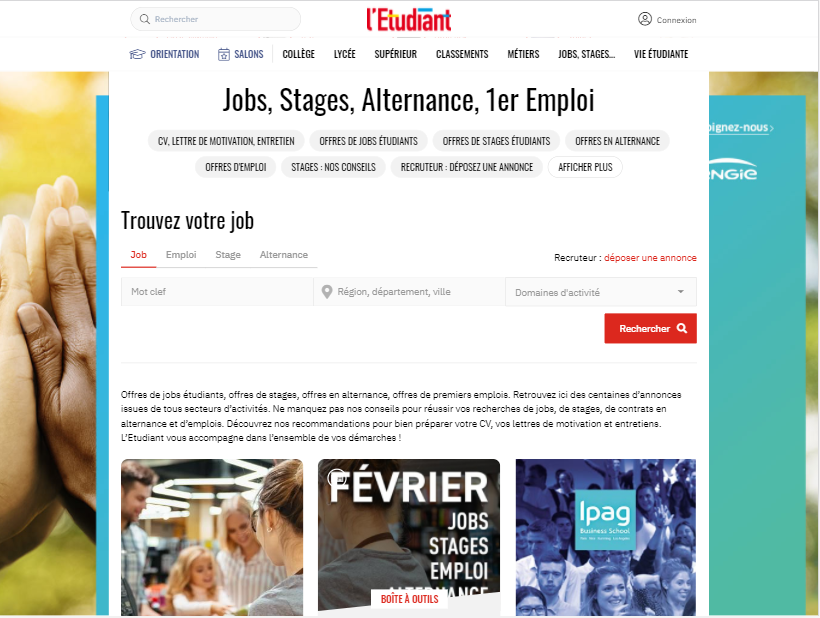 Rechercher
l'Etudiant
Connexion
ORIENTATION SALONS COLLÈGE LYCÉE SUPÉRIEUR CLASSEMENTS MÉTIERS JOBS, STAGES... VIE ÉTUDIANTE
Jobs, Stages, Alternance, 1er Emploi
CV, LETTRE DE MOTIVATION, ENTRETIEN OFFRES DE JOBS ÉTUDIANTS OFFRES DE STAGES ÉTUDIANTS OFFRES EN ALTERNANCE
OFFRES D'EMPLOI STAGES : NOS CONSEILS RECRUTEUR : DÉPOSEZ UNE ANNONCE AFFICHER PLUS
Trouvez votre job
Job Emploi Stage Alternance
Recruteur : déposer une annonce
Mot clef Région, département, ville Domaines d'activité
Rechercher
Offres de jobs étudiants, offres de stages, offres en alternance, offres de premiers emplois. Retrouvez ici des centaines d'annonces
issues de tous secteurs d'activités. Ne manquez pas nos conseils pour réussir vos recherches de jobs, de stages, de contrats en
alternance et d'emplois. Découvrez nos recommandations pour bien préparer votre CV, vos lettres de motivation et entretiens.
L'Etudiant vous accompagne dans l'ensemble de vos démarches !
FÉVRIER
JOBS
STAGES
EMPLOI
ALTERNANCE
BOÎTE À OUTILS
Ipag
Business School
oignez-nous
NGIE